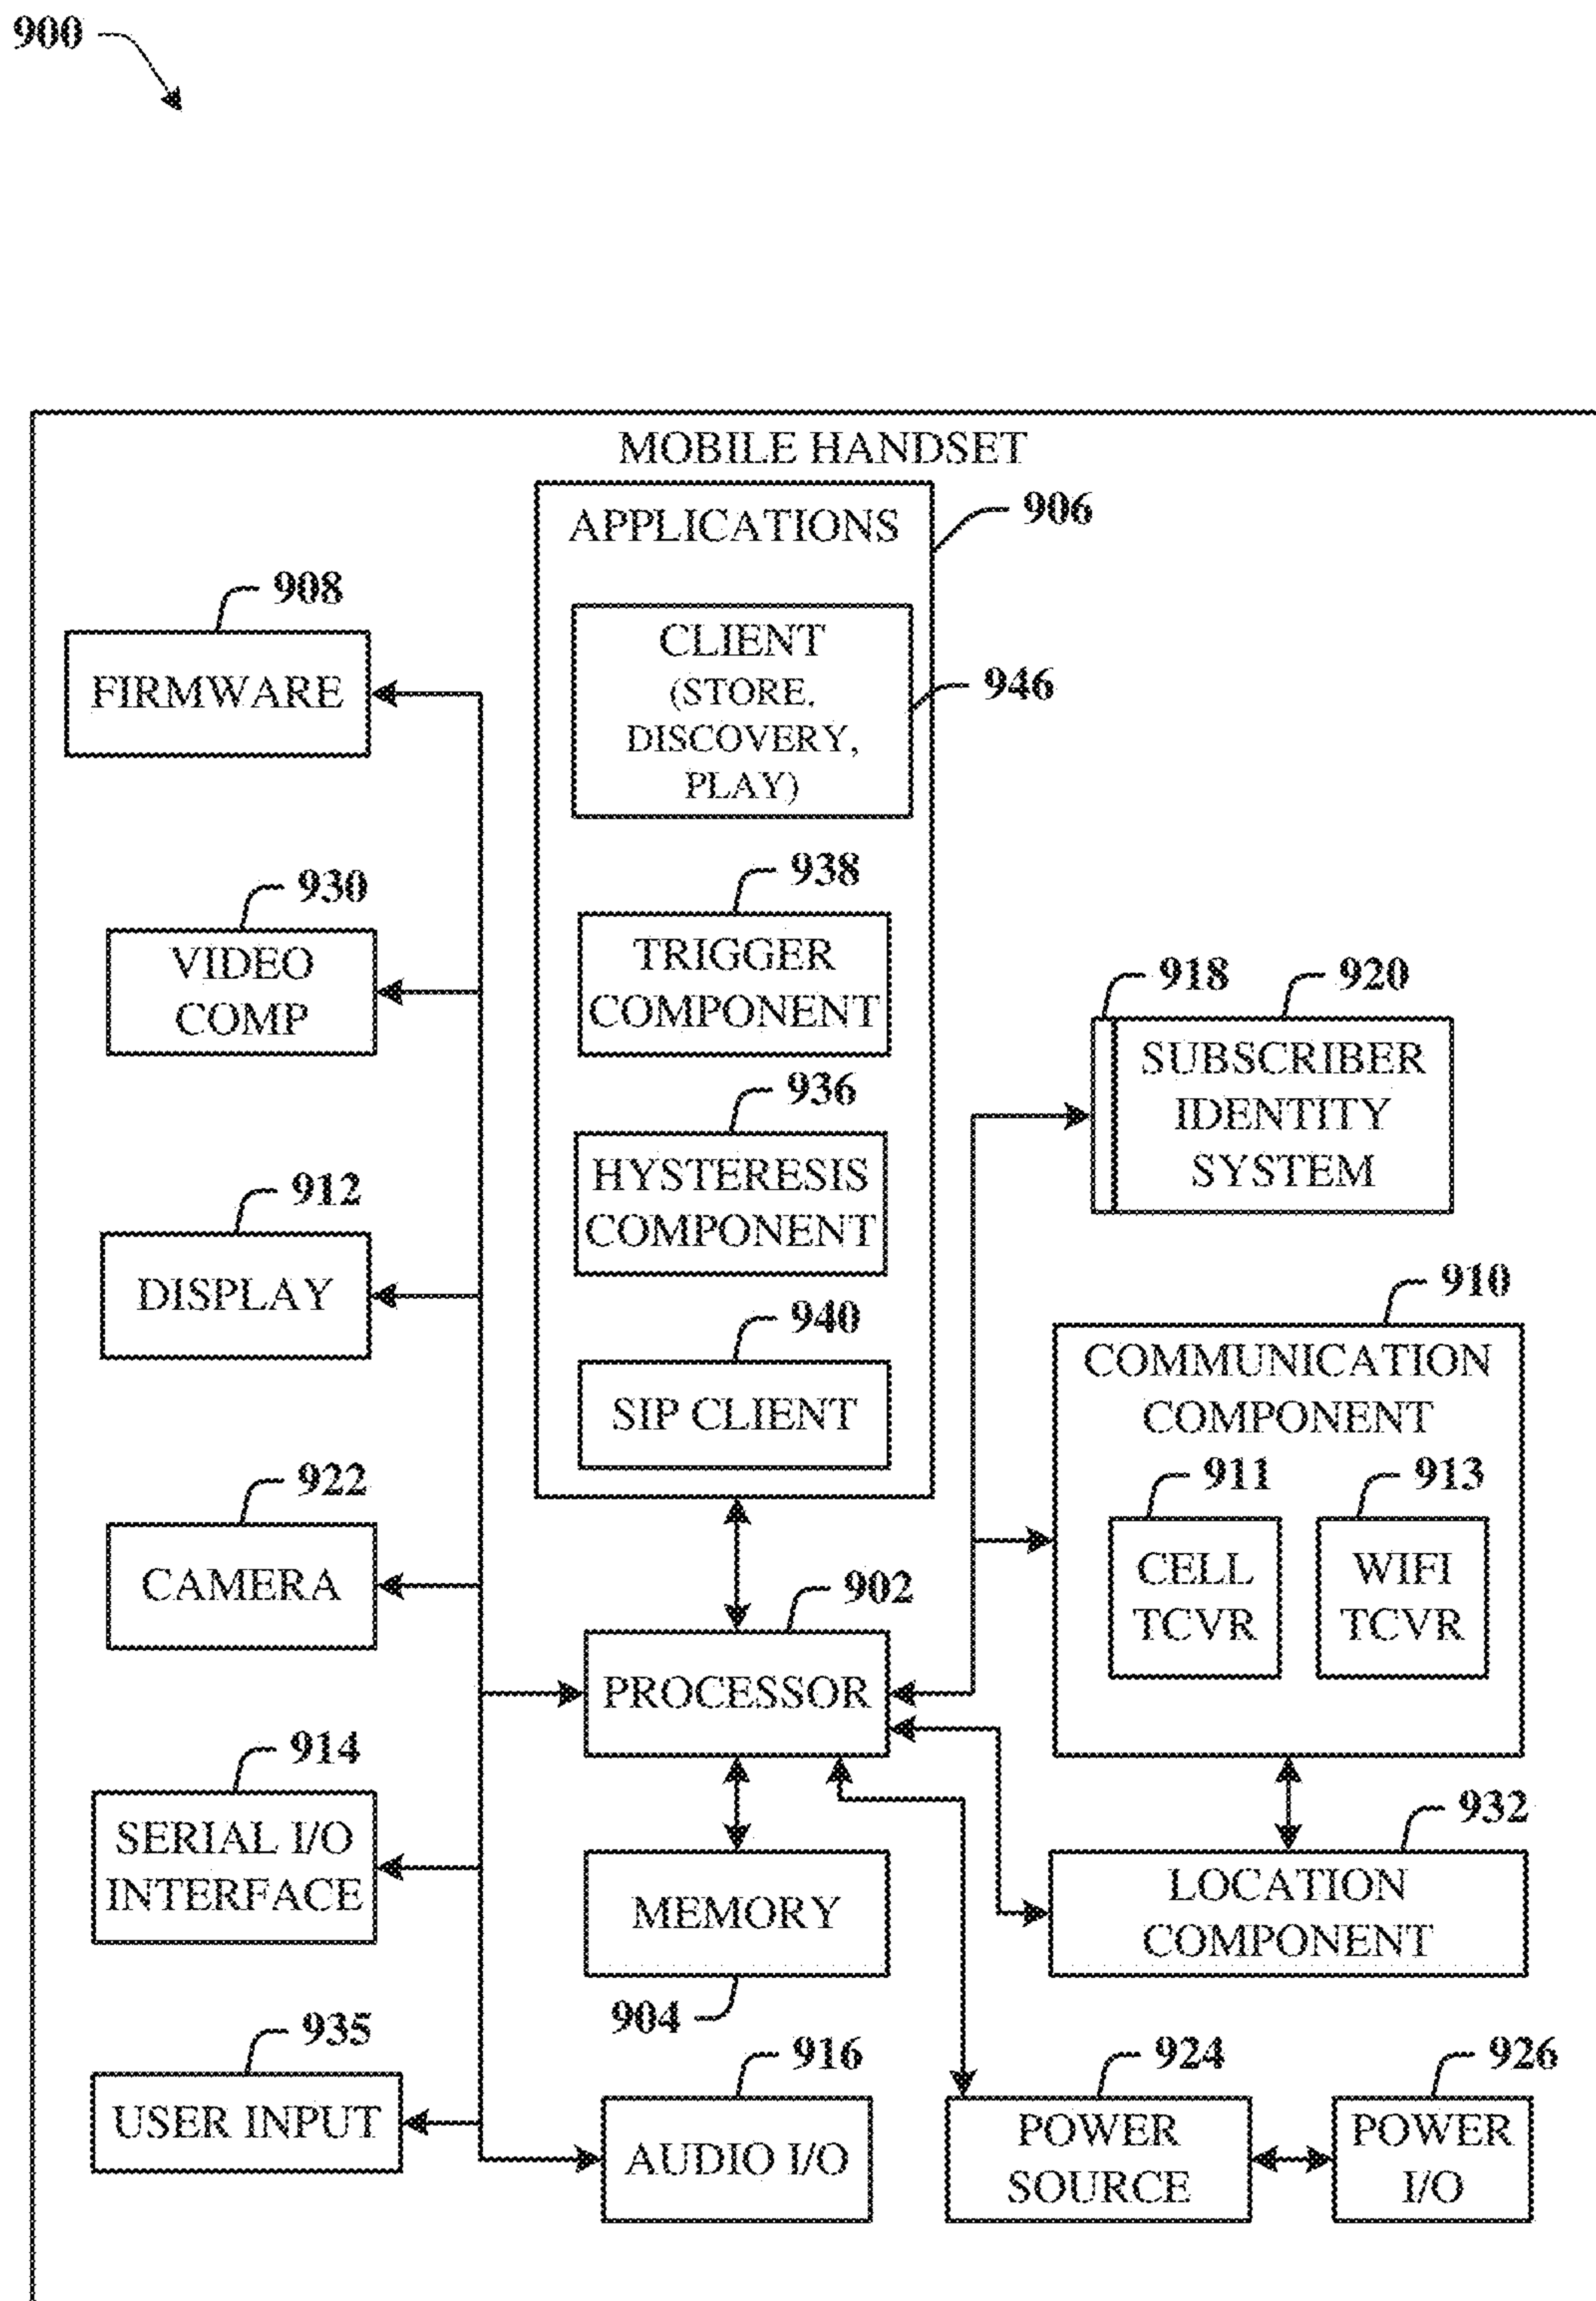 900
MOBILE HANDSET
APPLICATIONS
906
CLIENT
(STORE,
DISCOVERY,
PLAY)
946
908
FIRMWARE
938
TRIGGER
COMPONENT
930
VIDEO
COMP
918
920
SUBSCRIBER
IDENTITY
SYSTEM
936
HYSTERESIS
COMPONENT
912
DISPLAY
940
SIP CLIENT
910
COMMUNICATION
COMPONENT
911
CELL
TCVR
913
WIFI
TCVR
922
CAMERA
902
PROCESSOR
914
SERIAL I/O
INTERFACE
MEMORY
904
932
LOCATION
COMPONENT
935
USER INPUT
916
AUDIO I/O
924
POWER
SOURCE
926
POWER
I/O